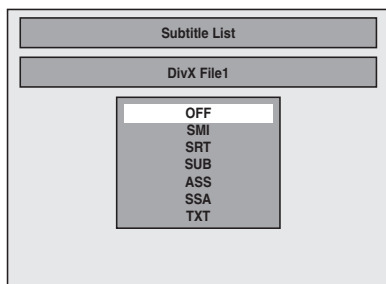 Subtitle List
DivX File1
OFF
SMI
SRT
SUB
ASS
SSA
TXT